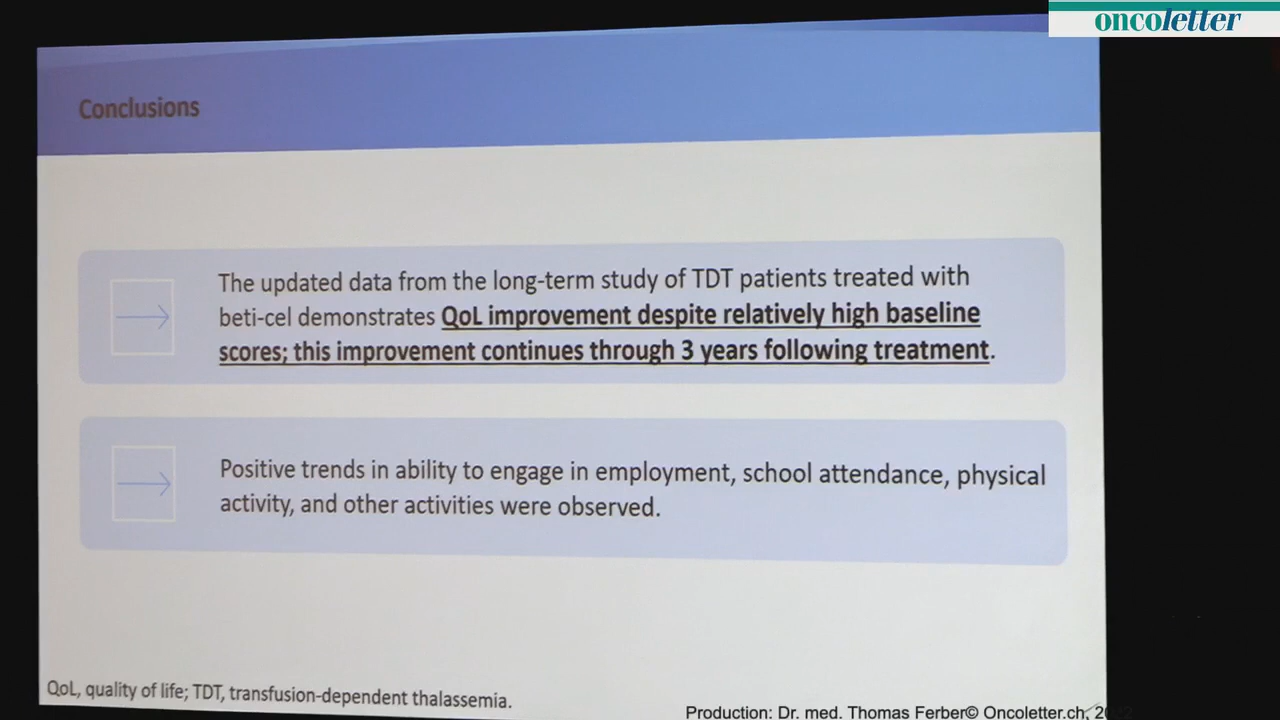 oncoletter
Conclusions
The updated data from the long-term study of TDT patients treated with
beti-cel demonstrates QoL improvement despite relatively high baseline
scores; this improvement continues through 3 years following treatment.
Positive trends in ability to engage in employment, school attendance, physical
activity, and other activities were observed.
QoL, quality of life; TDT, transfusion-dependent thalassemia.
Production: Dr. med. Thomas Ferber© Oncoletter.ch,